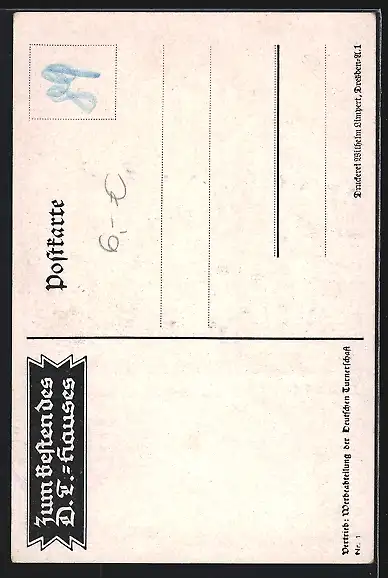 Zum Besten des
D.T.=Hauses
Postkarte
6,- €
Vertrieb: Werbeabteilung der Deutschen Turnerschaft
Nr. 1
Druckerei Wilhelm Limpert, Dresden=A.1